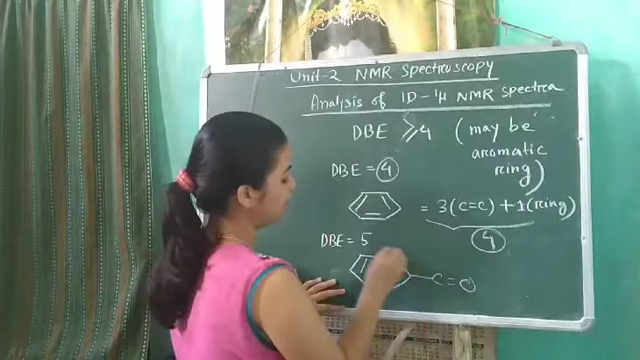 Unit-2 NMR Spectroscopy
Analysis of 1D-¹H NMR Spectra
DBE ⩾4 (may be
aromatic
ring)
DBE = 4
= 3(C=C) + 1(ring)
4
DBE = 5
C=O